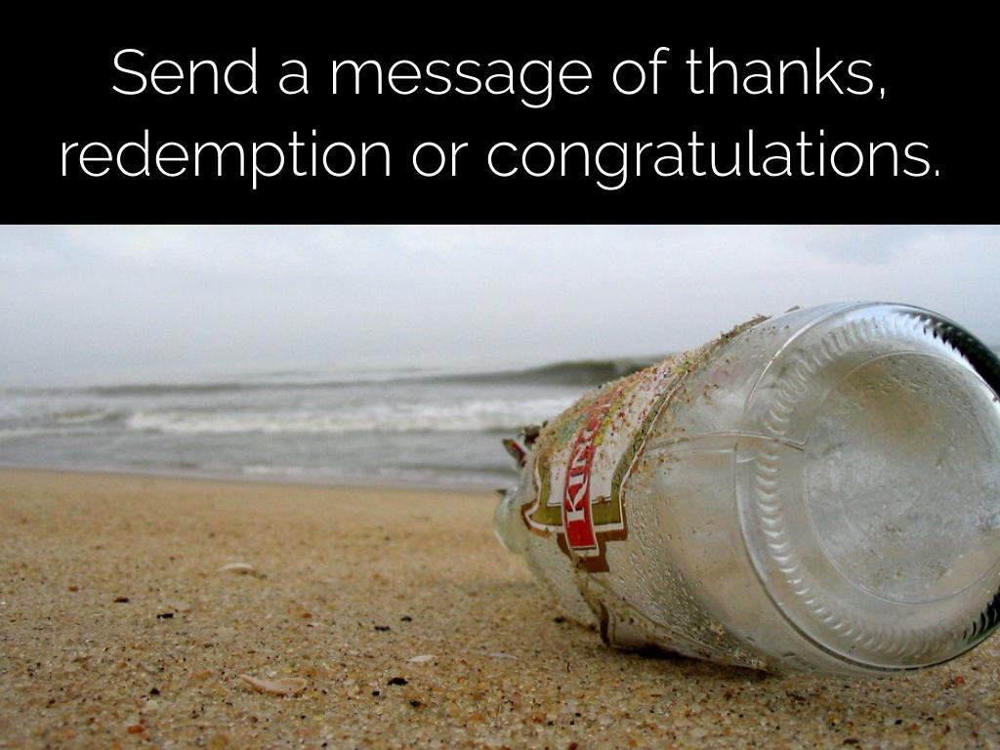 Send a message of thanks,
redemption or congratulations.